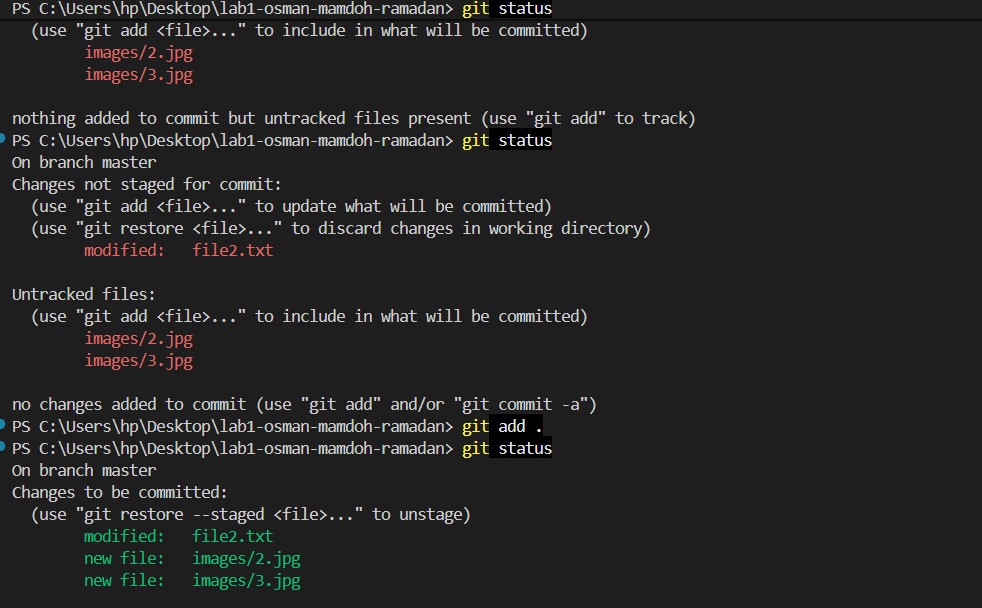 PS C:\Users\hp\Desktop\lab1-osman-mamdoh-ramadan> git status
  (use "git add <file>..." to include in what will be committed)
        images/2.jpg
        images/3.jpg

nothing added to commit but untracked files present (use "git add" to track)
PS C:\Users\hp\Desktop\lab1-osman-mamdoh-ramadan> git status
On branch master
Changes not staged for commit:
  (use "git add <file>..." to update what will be committed)
  (use "git restore <file>..." to discard changes in working directory)
        modified:   file2.txt

Untracked files:
  (use "git add <file>..." to include in what will be committed)
        images/2.jpg
        images/3.jpg

no changes added to commit (use "git add" and/or "git commit -a")
PS C:\Users\hp\Desktop\lab1-osman-mamdoh-ramadan> git add .
PS C:\Users\hp\Desktop\lab1-osman-mamdoh-ramadan> git status
On branch master
Changes to be committed:
  (use "git restore --staged <file>..." to unstage)
        modified:   file2.txt
        new file:   images/2.jpg
        new file:   images/3.jpg